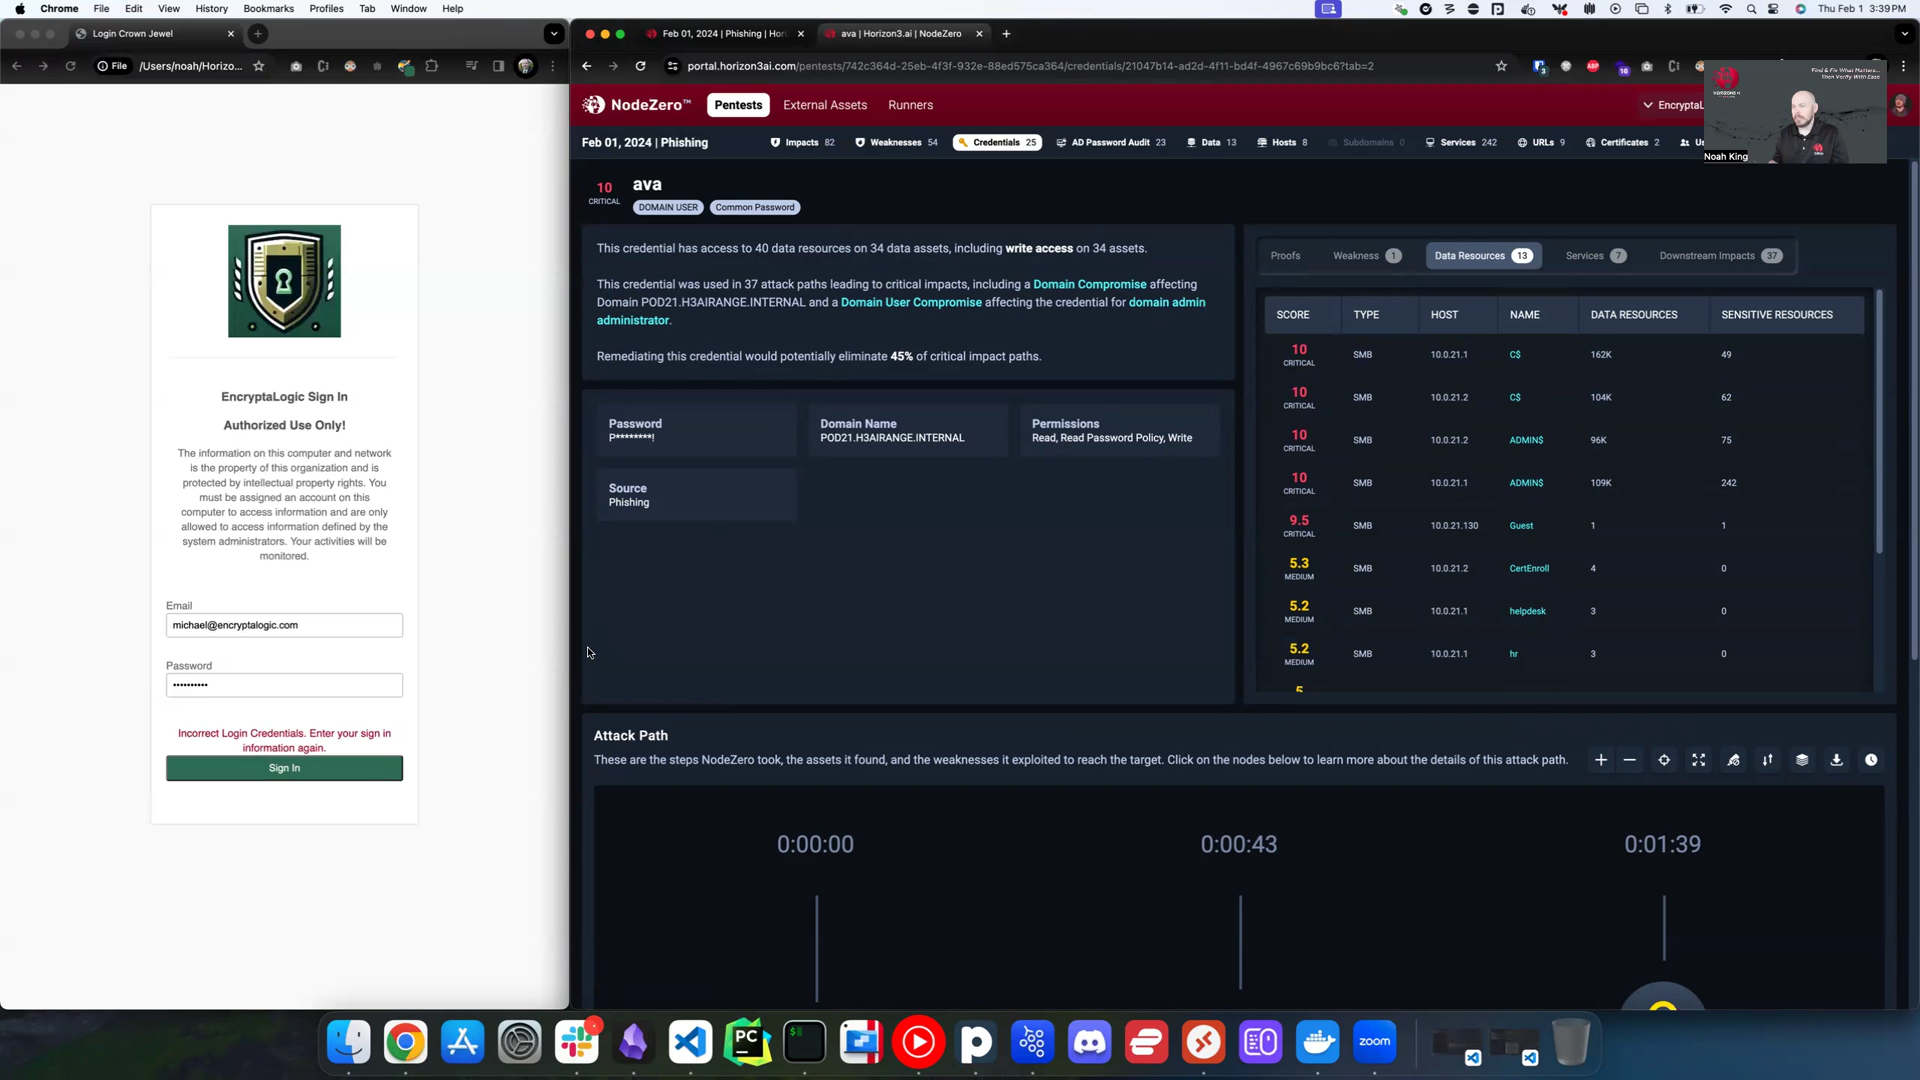 Chrome File Edit View History Bookmarks Profiles Tab Window Help
Thu Feb 1 3:39 PM
Login Crown Jewel
File /Users/noah/Horizo...
EncryptaLogic Sign In
Authorized Use Only!
The information on this computer and network
is the property of this organization and is
protected by intellectual property rights. You
must be assigned an account on this
computer to access information and are only
allowed to access information defined by the
system administrators. Your activities will be
monitored.
Email
michael@encryptalogic.com
Password
••••••••••
Incorrect Login Credentials. Enter your sign in
information again.
Sign In
Feb 01, 2024 | Phishing | Hori
ava | Horizon3.ai | NodeZero
portal.horizon3ai.com/pentests/742c364d-25eb-4f3f-932e-88ed575ca364/credentials/21047b14-ad2d-4f11-bd4f-4967c69b9bc6?tab=2
NodeZero™ Pentests External Assets Runners
EncryptaL
Find & Fix What Matters...
Then Verify With Ease
Noah King
Feb 01, 2024 | Phishing Impacts 82 Weaknesses 54 Credentials 25 AD Password Audit 23 Data 13 Hosts 8 Subdomains 0 Services 242 URLs 9 Certificates 2 Us
10
CRITICAL
ava
DOMAIN USER Common Password
This credential has access to 40 data resources on 34 data assets, including write access on 34 assets.
This credential was used in 37 attack paths leading to critical impacts, including a Domain Compromise affecting
Domain POD21.H3AIRANGE.INTERNAL and a Domain User Compromise affecting the credential for domain admin
administrator.
Remediating this credential would potentially eliminate 45% of critical impact paths.
Password
P********!
Domain Name
POD21.H3AIRANGE.INTERNAL
Permissions
Read, Read Password Policy, Write
Source
Phishing
Proofs Weakness 1 Data Resources 13 Services 7 Downstream Impacts 37
SCORE TYPE HOST NAME DATA RESOURCES SENSITIVE RESOURCES
10 CRITICAL SMB 10.0.21.1 C$ 162K 49
10 CRITICAL SMB 10.0.21.2 C$ 104K 62
10 CRITICAL SMB 10.0.21.2 ADMIN$ 96K 75
10 CRITICAL SMB 10.0.21.1 ADMIN$ 109K 242
9.5 CRITICAL SMB 10.0.21.130 Guest 1 1
5.3 MEDIUM SMB 10.0.21.2 CertEnroll 4 0
5.2 MEDIUM SMB 10.0.21.1 helpdesk 3 0
5.2 MEDIUM SMB 10.0.21.1 hr 3 0
5
Attack Path
These are the steps NodeZero took, the assets it found, and the weaknesses it exploited to reach the target. Click on the nodes below to learn more about the details of this attack path.
0:00:00 0:00:43 0:01:39
PC
zoom